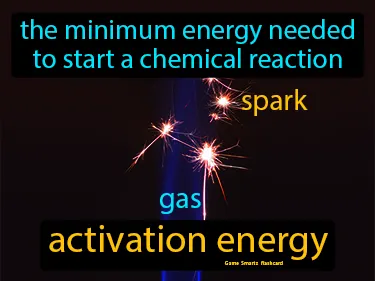 the minimum energy needed
to start a chemical reaction
spark
gas
activation energy
Game Smarts flashcard